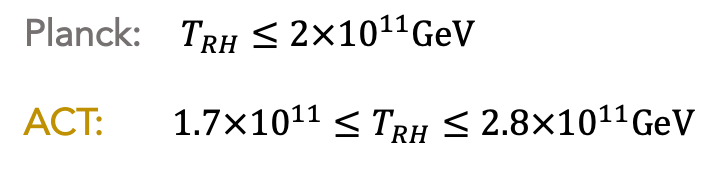 Planck: T_RH ≤ 2×10^11 GeV
ACT: 1.7×10^11 ≤ T_RH ≤ 2.8×10^11 GeV